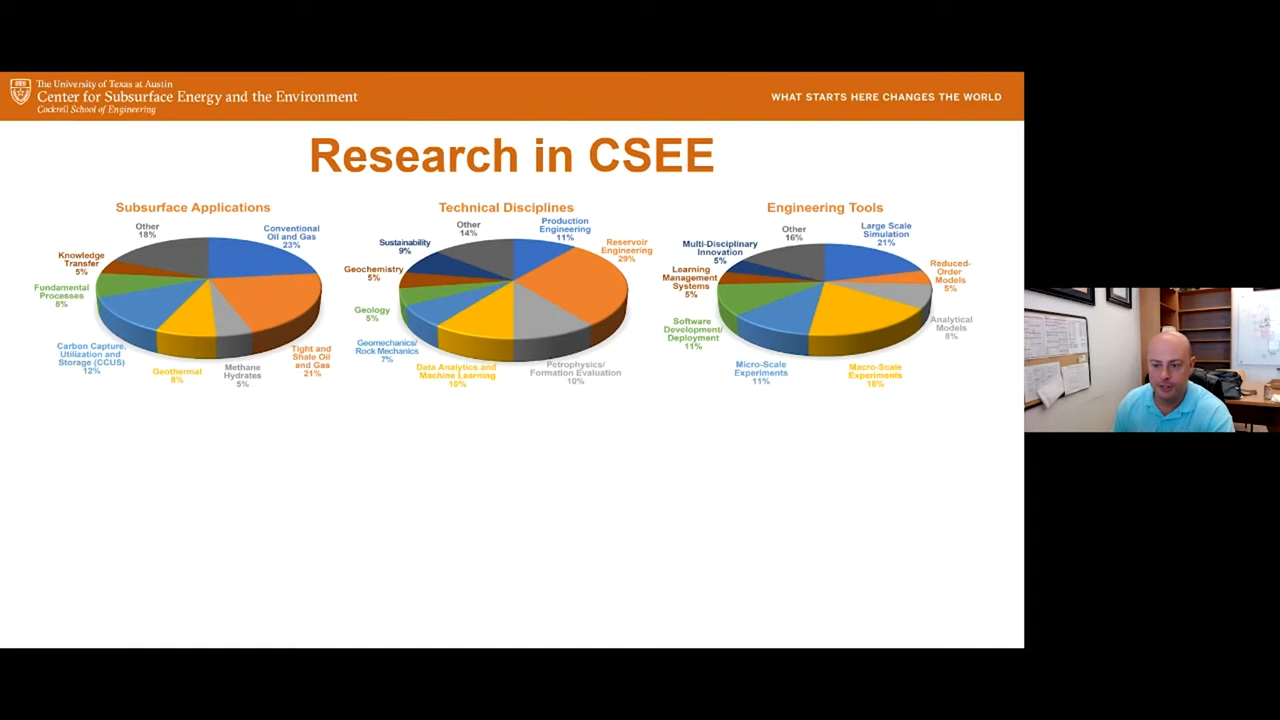 The University of Texas at Austin
Center for Subsurface Energy and the Environment
Cockrell School of Engineering
WHAT STARTS HERE CHANGES THE WORLD
Research in CSEE
Subsurface Applications
Other
18%
Conventional
Oil and Gas
23%
Knowledge
Transfer
5%
Fundamental
Processes
8%
Carbon Capture,
Utilization and
Storage (CCUS)
12%
Geothermal
8%
Methane
Hydrates
5%
Tight and
Shale Oil
and Gas
21%
Technical Disciplines
Other
14%
Production
Engineering
11%
Sustainability
9%
Reservoir
Engineering
29%
Geochemistry
5%
Geology
5%
Geomechanics/
Rock Mechanics
7%
Data Analytics and
Machine Learning
10%
Petrophysics/
Formation Evaluation
10%
Engineering Tools
Other
16%
Large Scale
Simulation
21%
Multi-Disciplinary
Innovation
5%
Reduced-
Order
Models
5%
Learning
Management
Systems
5%
Analytical
Models
8%
Software
Development/
Deployment
11%
Micro-Scale
Experiments
11%
Macro-Scale
Experiments
18%